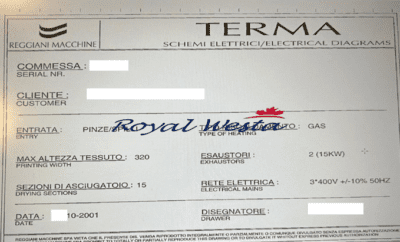 REGGIANI MACCHINE
TERMA
SCHEMI ELETTRICI/ELECTRICAL DIAGRAMS
COMMESSA :
SERIAL NR.
CLIENTE :
CUSTOMER
Royal Westa
ENTRATA : PINZE/
GAS
ENTRY
TYPE OF HEATING
MAX ALTEZZA TESSUTO : 320
ESAUSTORI : 2 (15KW)
PRINTING WIDTH
EXHAUSTORS
SEZIONI DI ASCIUGATOIO : 15
RETE ELETTRICA : 3*400V +/-10% 50HZ
DRYING SECTIONS
ELECTRICAL MAINS
DATA : 10-2001
DISEGNATORE :
DATE
DRAWER